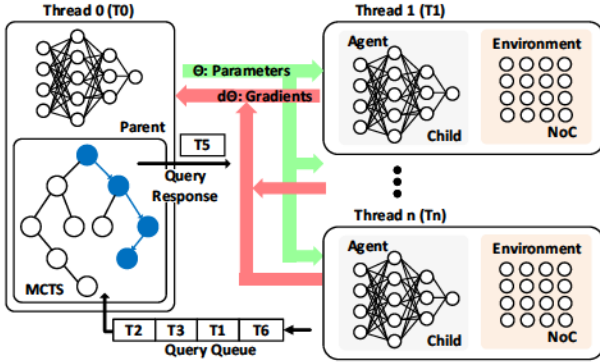 Thread 0 (T0)
Parent
MCTS
Θ: Parameters
dΘ: Gradients
T5
Query
Response
T2 T3 T1 T6
Query Queue
Thread 1 (T1)
Agent
Child
Environment
NoC
Thread n (Tn)
Agent
Child
Environment
NoC